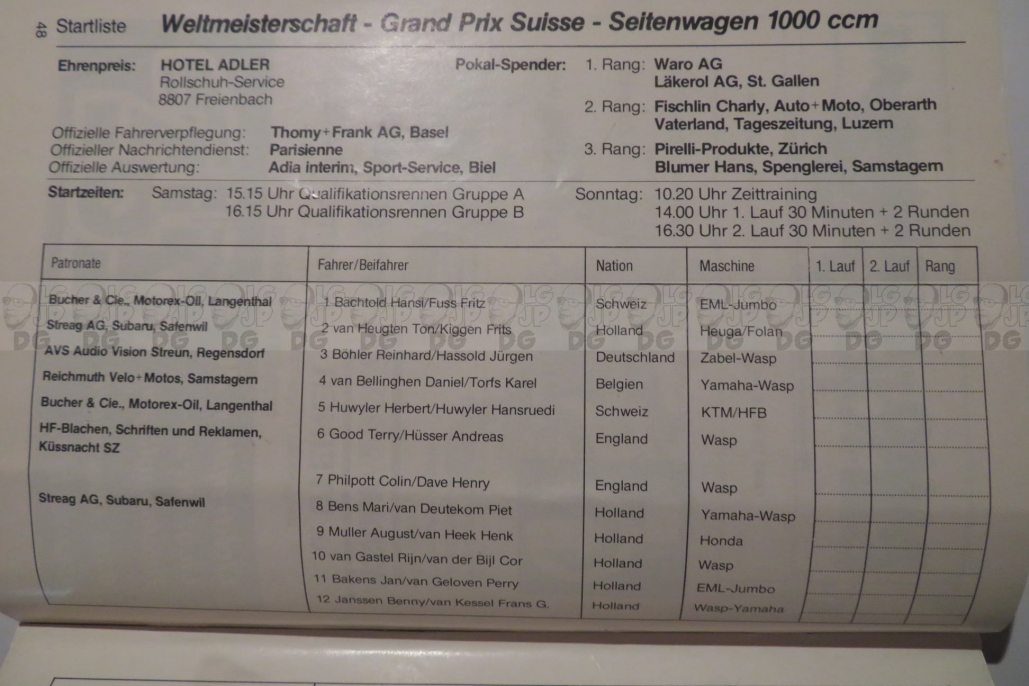 48 Startliste Weltmeisterschaft - Grand Prix Suisse - Seitenwagen 1000 ccm
Ehrenpreis: HOTEL ADLER
Rollschuh-Service
8807 Freienbach
Pokal-Spender: 1. Rang: Waro AG
Läkerol AG, St. Gallen
2. Rang: Fischlin Charly, Auto+Moto, Oberarth
Vaterland, Tageszeitung, Luzern
3. Rang: Pirelli-Produkte, Zürich
Blumer Hans, Spenglerei, Samstagern
Offizielle Fahrerverpflegung: Thomy+Frank AG, Basel
Offizieller Nachrichtendienst: Parisienne
Offizielle Auswertung: Adia interim, Sport-Service, Biel
Startzeiten: Samstag: 15.15 Uhr Qualifikationsrennen Gruppe A
16.15 Uhr Qualifikationsrennen Gruppe B
Sonntag: 10.20 Uhr Zeittraining
14.00 Uhr 1. Lauf 30 Minuten + 2 Runden
16.30 Uhr 2. Lauf 30 Minuten + 2 Runden
Patronate Fahrer/Beifahrer Nation Maschine 1. Lauf 2. Lauf Rang
Bucher & Cie., Motorex-Oil, Langenthal 1 Bächtold Hansi/Fuss Fritz Schweiz EML-Jumbo
Streag AG, Subaru, Safenwil 2 van Heugten Ton/Kiggen Frits Holland Heuga/Folan
AVS Audio Vision Streun, Regensdorf 3 Böhler Reinhard/Hassold Jürgen Deutschland Zabel-Wasp
Reichmuth Velo+Motos, Samstagern 4 van Bellinghen Daniel/Torfs Karel Belgien Yamaha-Wasp
Bucher & Cie., Motorex-Oil, Langenthal 5 Huwyler Herbert/Huwyler Hansruedi Schweiz KTM/HFB
HF-Blachen, Schriften und Reklamen, 6 Good Terry/Hüsser Andreas England Wasp
Küssnacht SZ
7 Philpott Colin/Dave Henry England Wasp
Streag AG, Subaru, Safenwil 8 Bens Mari/van Deutekom Piet Holland Yamaha-Wasp
9 Muller August/van Heek Henk Holland Honda
10 van Gastel Rijn/van der Bijl Cor Holland Wasp
11 Bakens Jan/van Geloven Perry Holland EML-Jumbo
12 Janssen Benny/van Kessel Frans G. Holland Wasp-Yamaha